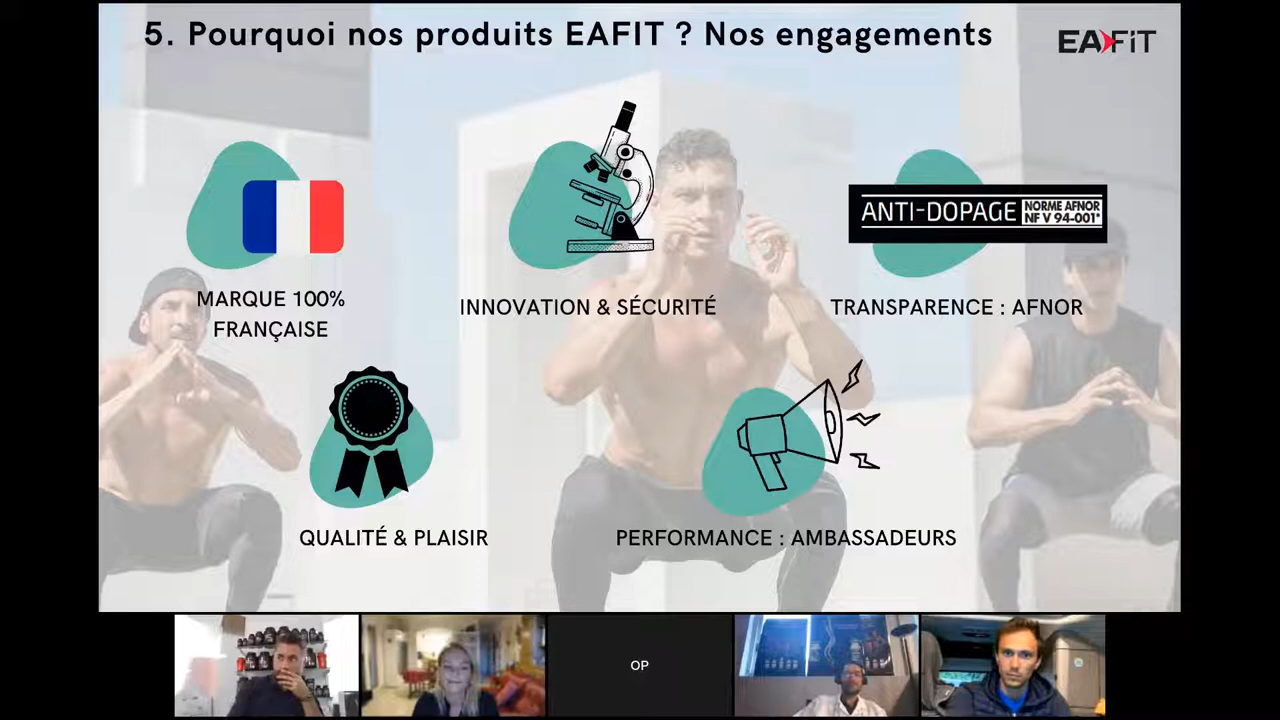 5. Pourquoi nos produits EAFIT ? Nos engagements
EAFIT
ANTI-DOPAGE
NORME AFNOR
NF V 94-001*
MARQUE 100%
FRANÇAISE
INNOVATION & SÉCURITÉ
TRANSPARENCE : AFNOR
QUALITÉ & PLAISIR
PERFORMANCE : AMBASSADEURS
OP